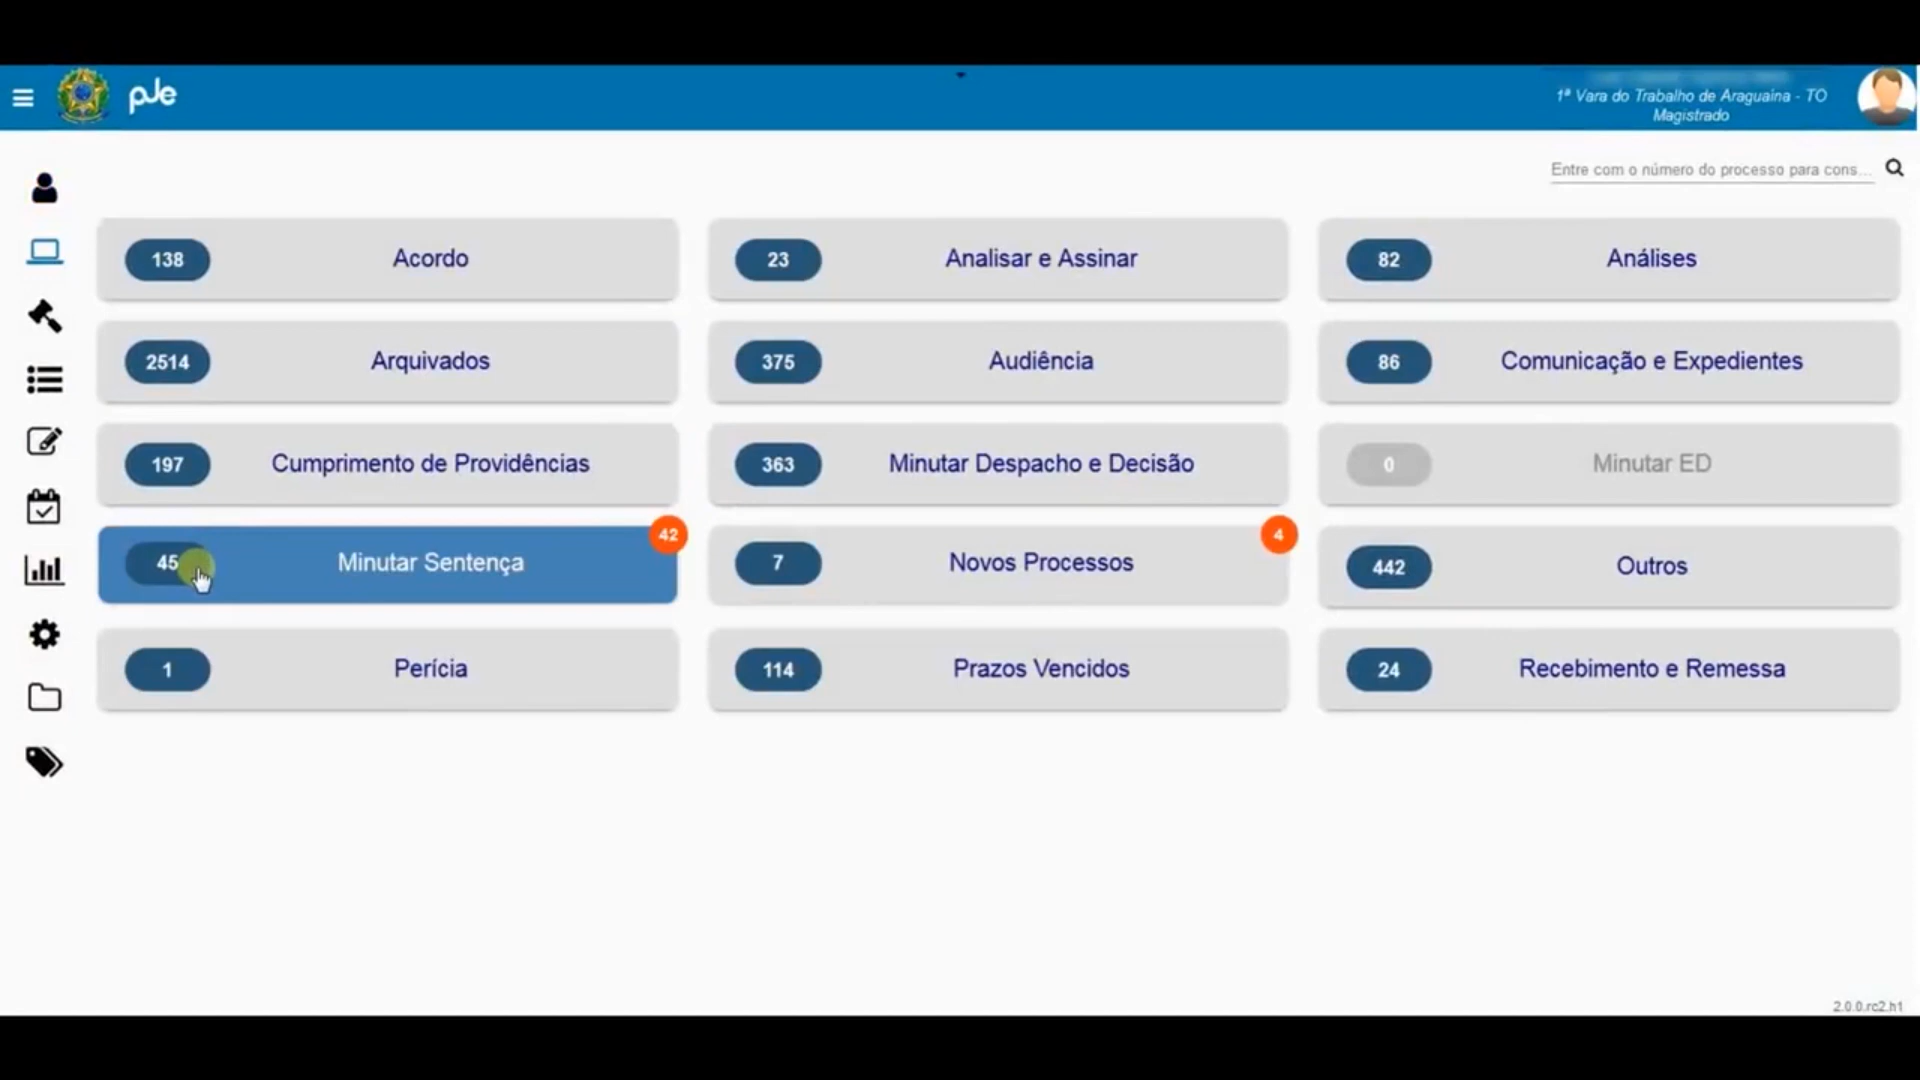 pJe
1ª Vara do Trabalho de Araguaína - TO
Magistrado
Entre com o número do processo para cons...
138 Acordo
23 Analisar e Assinar
82 Análises
2514 Arquivados
375 Audiência
86 Comunicação e Expedientes
197 Cumprimento de Providências
363 Minutar Despacho e Decisão
0 Minutar ED
45 Minutar Sentença 42
7 Novos Processos 4
442 Outros
1 Perícia
114 Prazos Vencidos
24 Recebimento e Remessa
2.0.0.rc2.h1